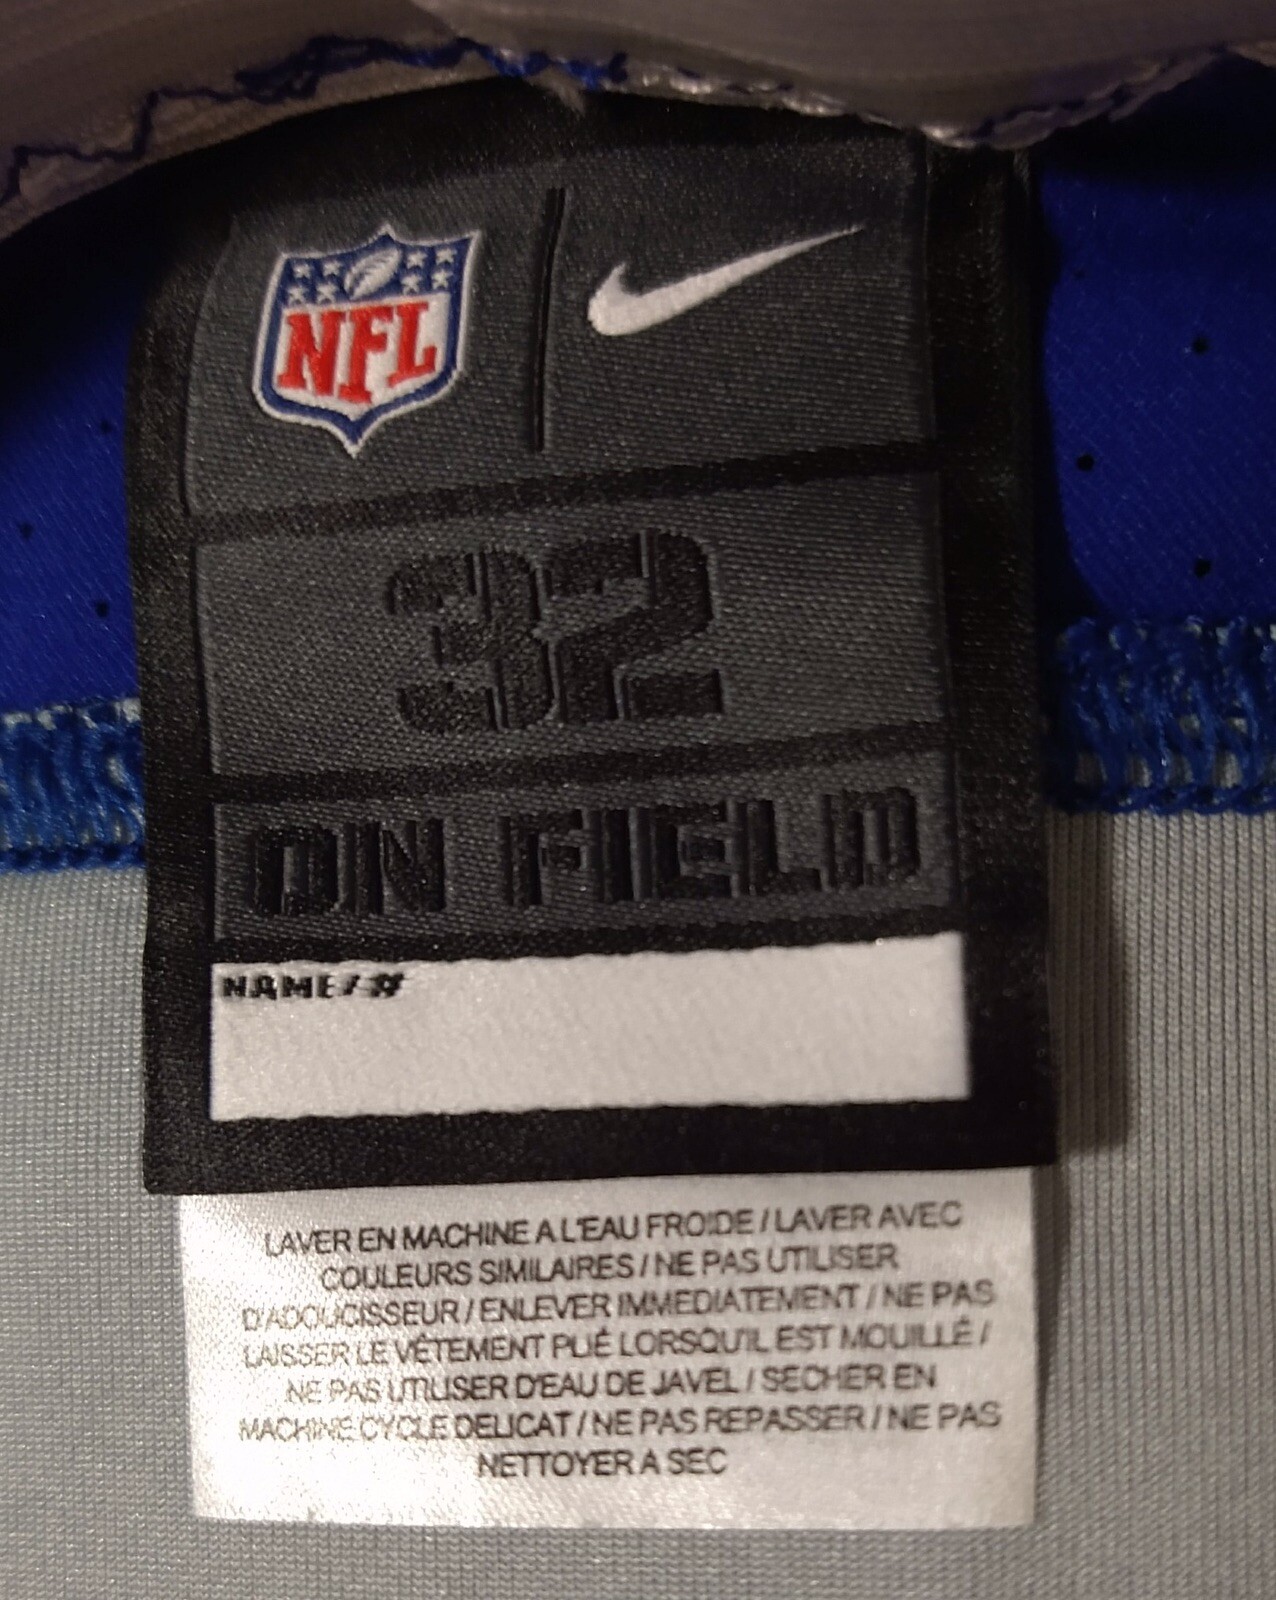 NFL
32
ON FIELD
NAME/#
LAVER EN MACHINE A L'EAU FROIDE / LAVER AVEC
COULEURS SIMILAIRES / NE PAS UTILISER
D'ADOUCISSEUR / ENLEVER IMMEDIATEMENT / NE PAS
LAISSER LE VÊTEMENT PLIÉ LORSQU'IL EST MOUILLÉ /
NE PAS UTILISER D'EAU DE JAVEL / SECHER EN
MACHINE CYCLE DELICAT / NE PAS REPASSER / NE PAS
NETTOYER A SEC